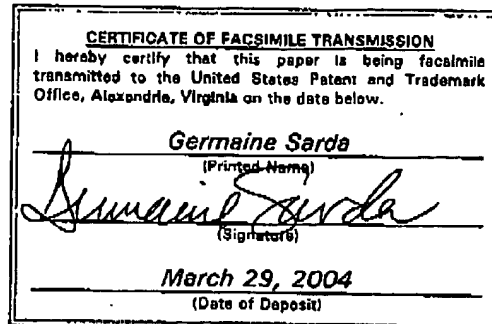 CERTIFICATE OF FACSIMILE TRANSMISSION
I hereby certify that this paper is being facsimile
transmitted to the United States Patent and Trademark
Office, Alexandria, Virginia on the date below.
Germaine Sarda
(Printed Name)
Germaine Sarda
(Signature)
March 29, 2004
(Date of Deposit)